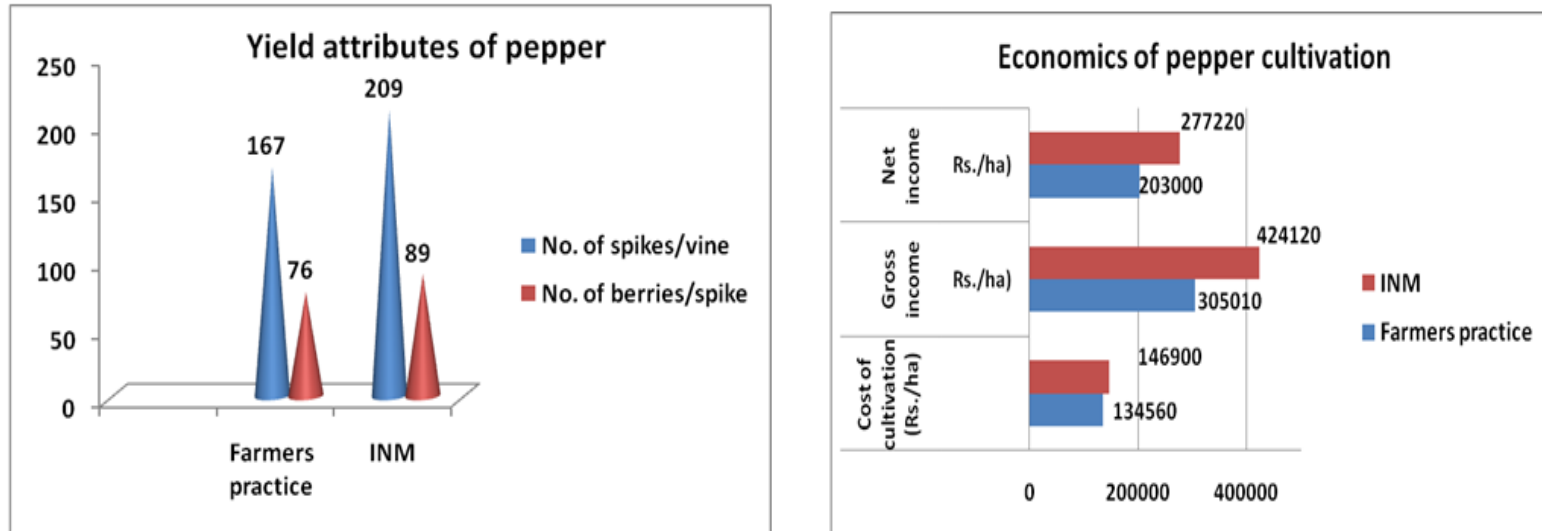 Yield attributes of pepper
250
200
150
100
50
0
167
76
209
89
Farmers
practice
INM
No. of spikes/vine
No. of berries/spike
Economics of pepper cultivation
Net
income
Rs./ha)
277220
203000
Gross
income
Rs./ha)
424120
305010
Cost of
cultivation
(Rs./ha)
146900
134560
0 200000 400000
INM
Farmers practice